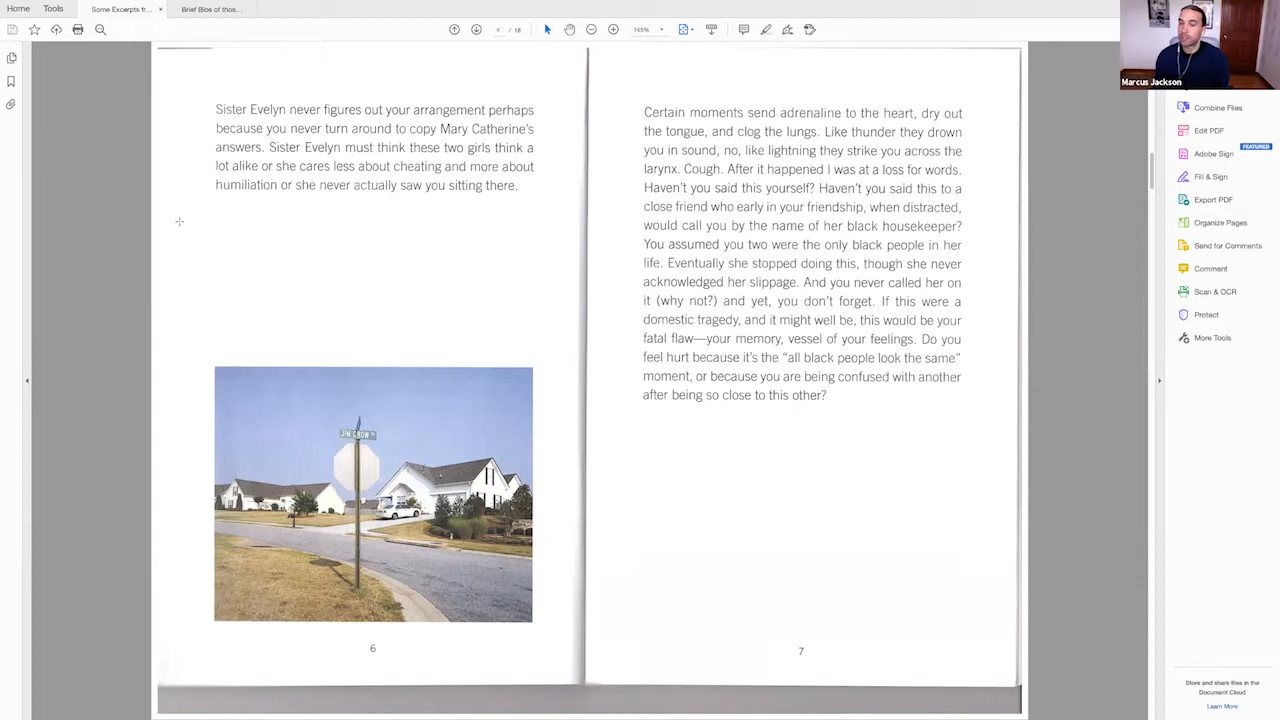 Home
Tools
Some Excerpts fr...
Brief Bios of thos...
4 / 18
145%
Marcus Jackson
Sister Evelyn never figures out your arrangement perhaps
because you never turn around to copy Mary Catherine's
answers. Sister Evelyn must think these two girls think a
lot alike or she cares less about cheating and more about
humiliation or she never actually saw you sitting there.
JIM CROW RD
6
Certain moments send adrenaline to the heart, dry out
the tongue, and clog the lungs. Like thunder they drown
you in sound, no, like lightning they strike you across the
larynx. Cough. After it happened I was at a loss for words.
Haven't you said this yourself? Haven't you said this to a
close friend who early in your friendship, when distracted,
would call you by the name of her black housekeeper?
You assumed you two were the only black people in her
life. Eventually she stopped doing this, though she never
acknowledged her slippage. And you never called her on
it (why not?) and yet, you don't forget. If this were a
domestic tragedy, and it might well be, this would be your
fatal flaw—your memory, vessel of your feelings. Do you
feel hurt because it's the “all black people look the same”
moment, or because you are being confused with another
after being so close to this other?
7
Combine Files
Edit PDF
FEATURED
Adobe Sign
Fill & Sign
Export PDF
Organize Pages
Send for Comments
Comment
Scan & OCR
Protect
More Tools
Store and share files in the
Document Cloud
Learn More